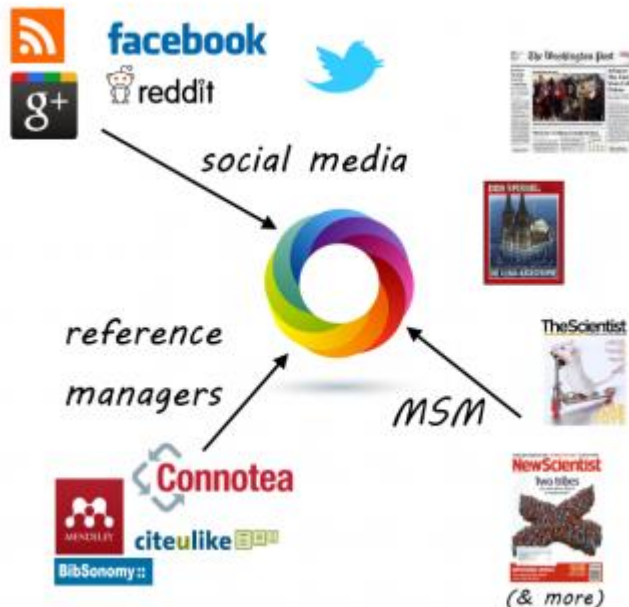 facebook
g+
reddit
social media
The Washington Post
DER SPIEGEL
reference
managers
MSM
TheScientist
Connotea
MENDELEY
citeulike
BibSonomy::
NewScientist
Two tribes
(& more)